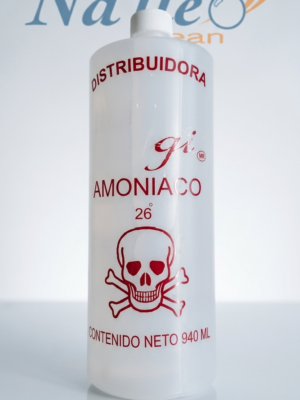 DISTRIBUIDORA
gi.
AMONIACO
26°
CONTENIDO NETO 940 ML